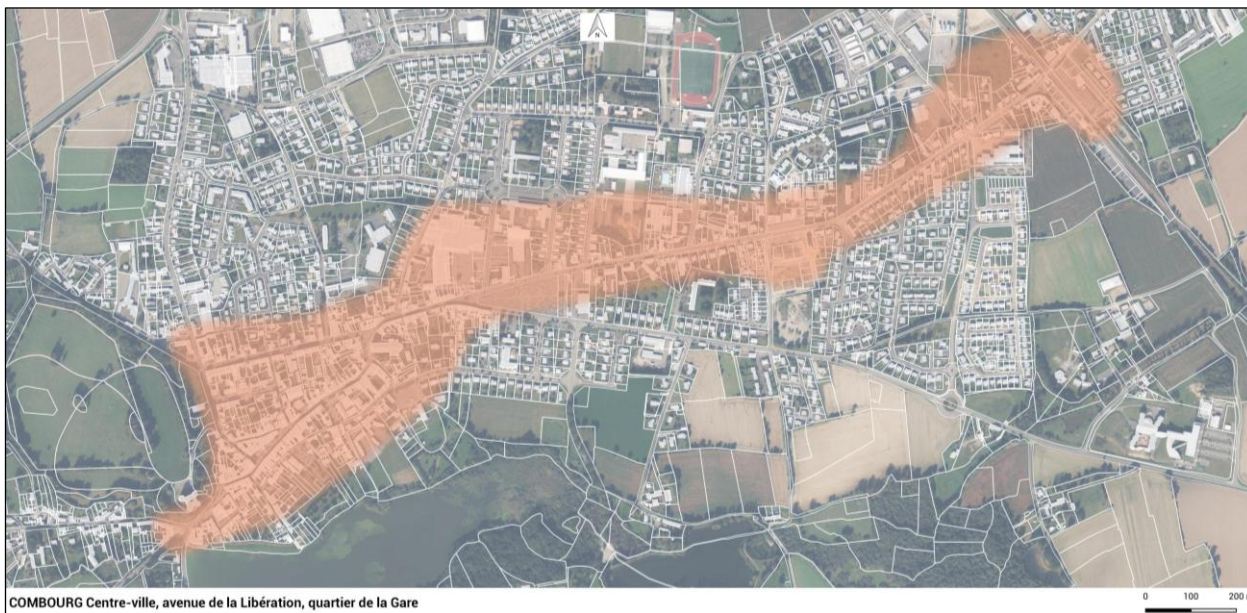 N
COMBOURG Centre-ville, avenue de la Libération, quartier de la Gare
0 100 200 m